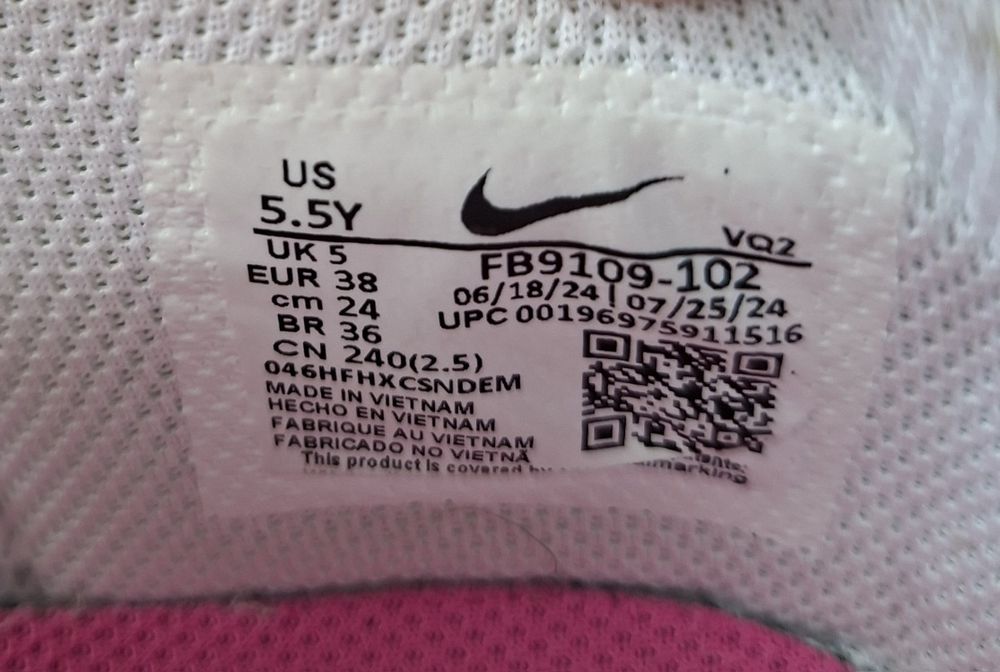 US
5.5Y
VQ2
UK 5
EUR 38
cm 24
BR 36
CN 240(2.5)
FB9109-102
06/18/24 | 07/25/24
UPC 00196975911516
046HFHXCSNDEM
MADE IN VIETNAM
HECHO EN VIETNAM
FABRIQUE AU VIETNAM
FABRICADO NO VIETNÃ
This product is covered by